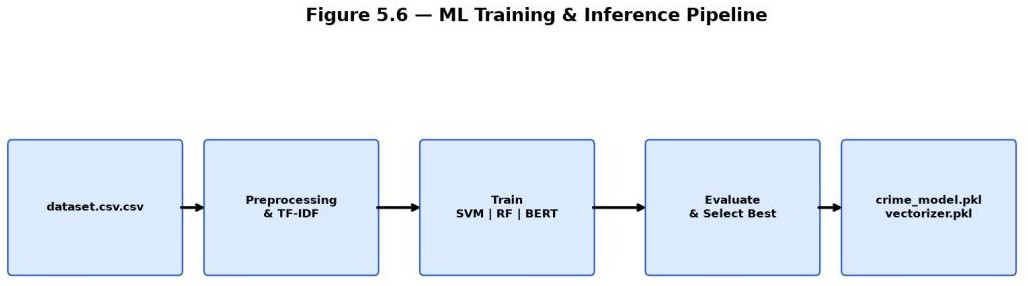 Figure 5.6 — ML Training & Inference Pipeline
dataset.csv.csv
Preprocessing
& TF-IDF
Train
SVM | RF | BERT
Evaluate
& Select Best
crime_model.pkl
vectorizer.pkl